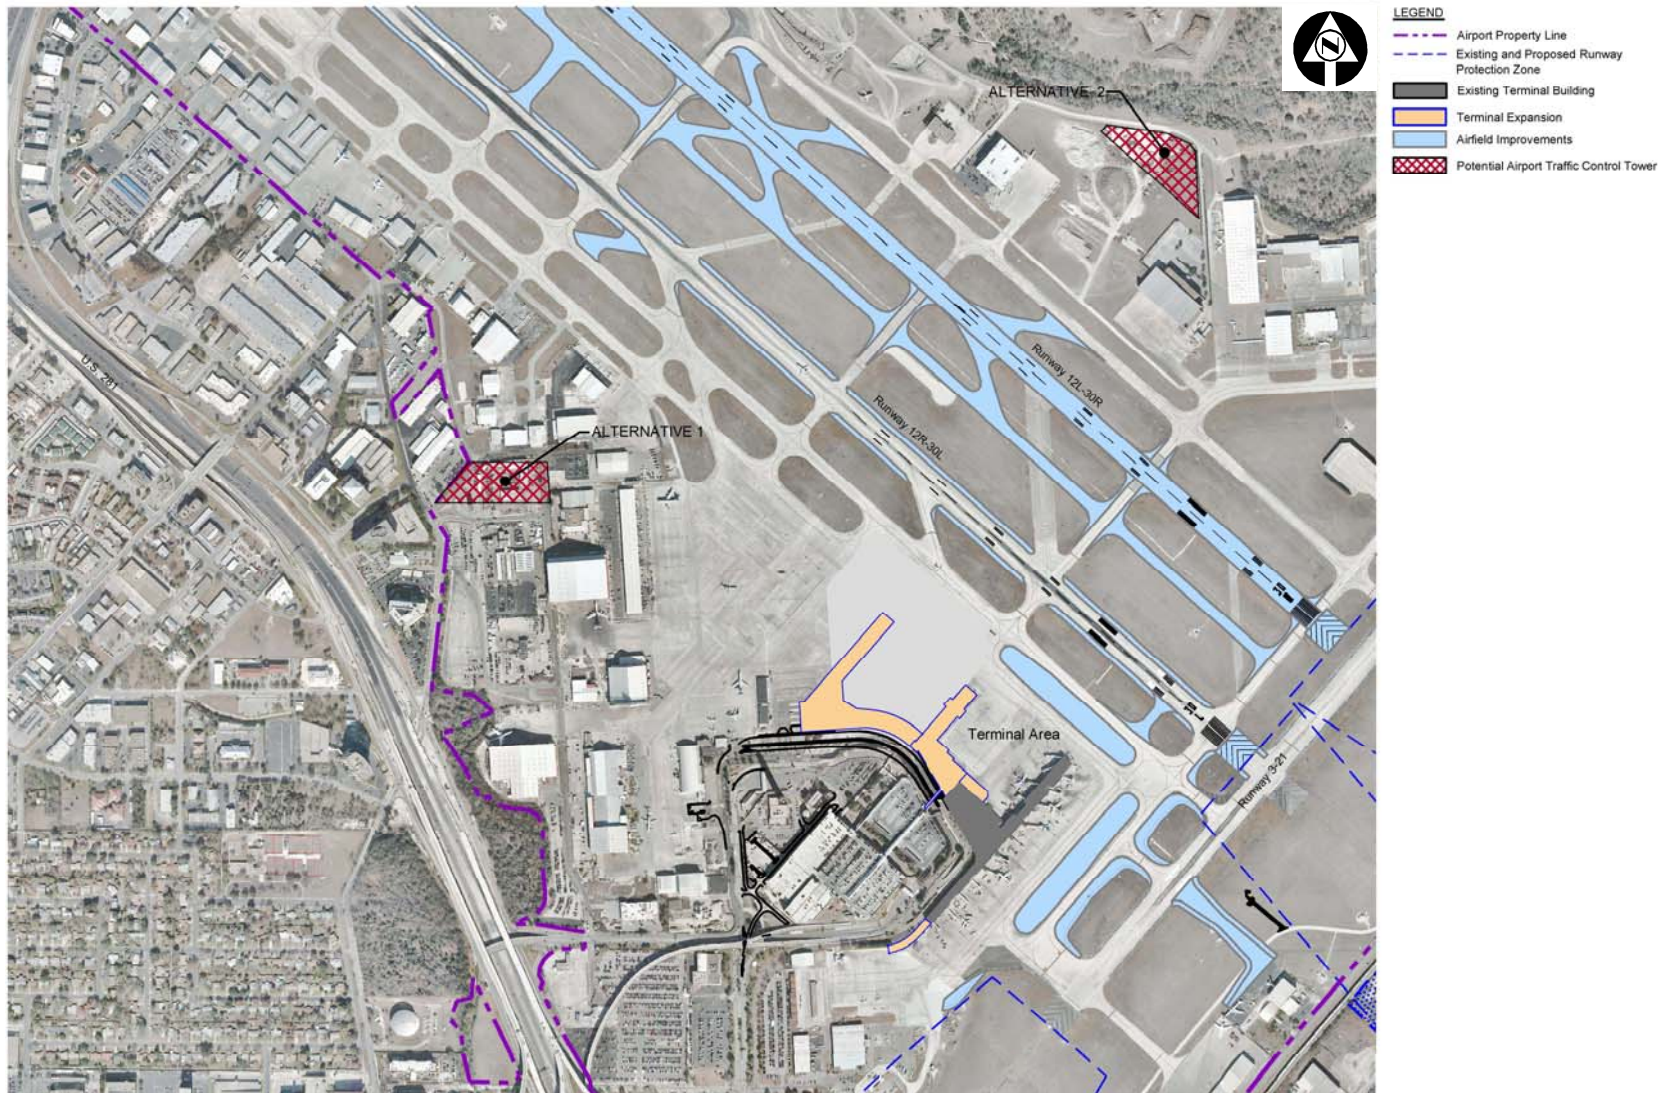 LEGEND
Airport Property Line
Existing and Proposed Runway
Protection Zone
Existing Terminal Building
Terminal Expansion
Airfield Improvements
Potential Airport Traffic Control Tower
N
ALTERNATIVE 2
U.S. 281
Runway 12L-30R
Runway 12R-30L
ALTERNATIVE 1
Terminal Area
Runway 3-21